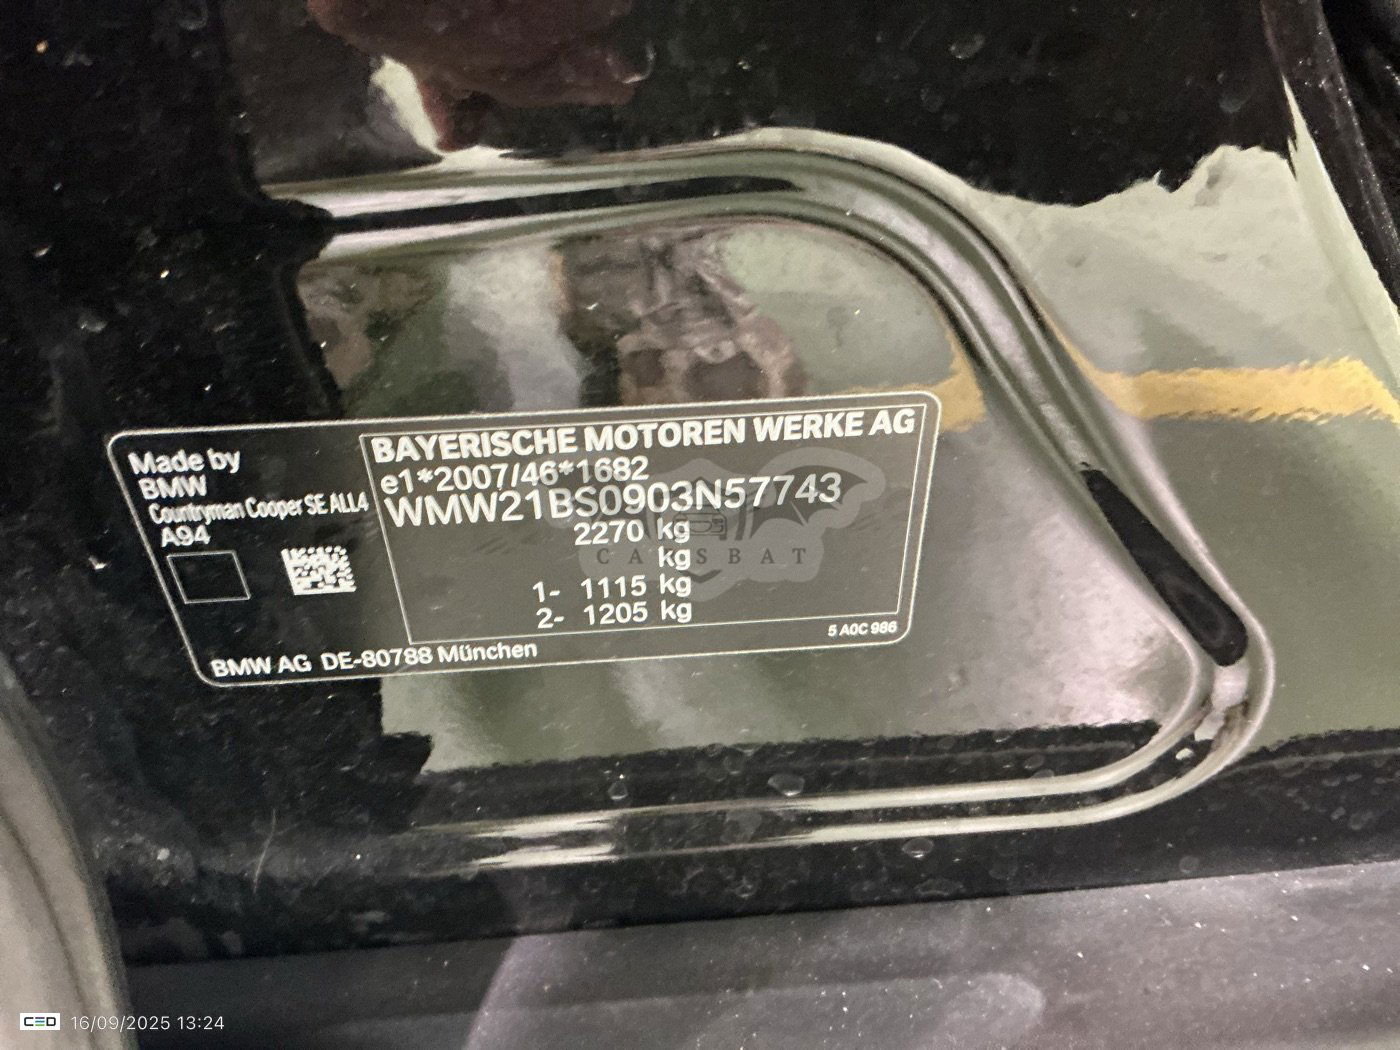 Made by
BMW
Countryman Cooper SE ALL4
A94
BAYERISCHE MOTOREN WERKE AG
e1*2007/46*1682
WMW21BS0903N57743
2270 kg
kg
1- 1115 kg
2- 1205 kg
5 A0C 986
BMW AG DE-80788 München
CARSBAT
CED 16/09/2025 13:24